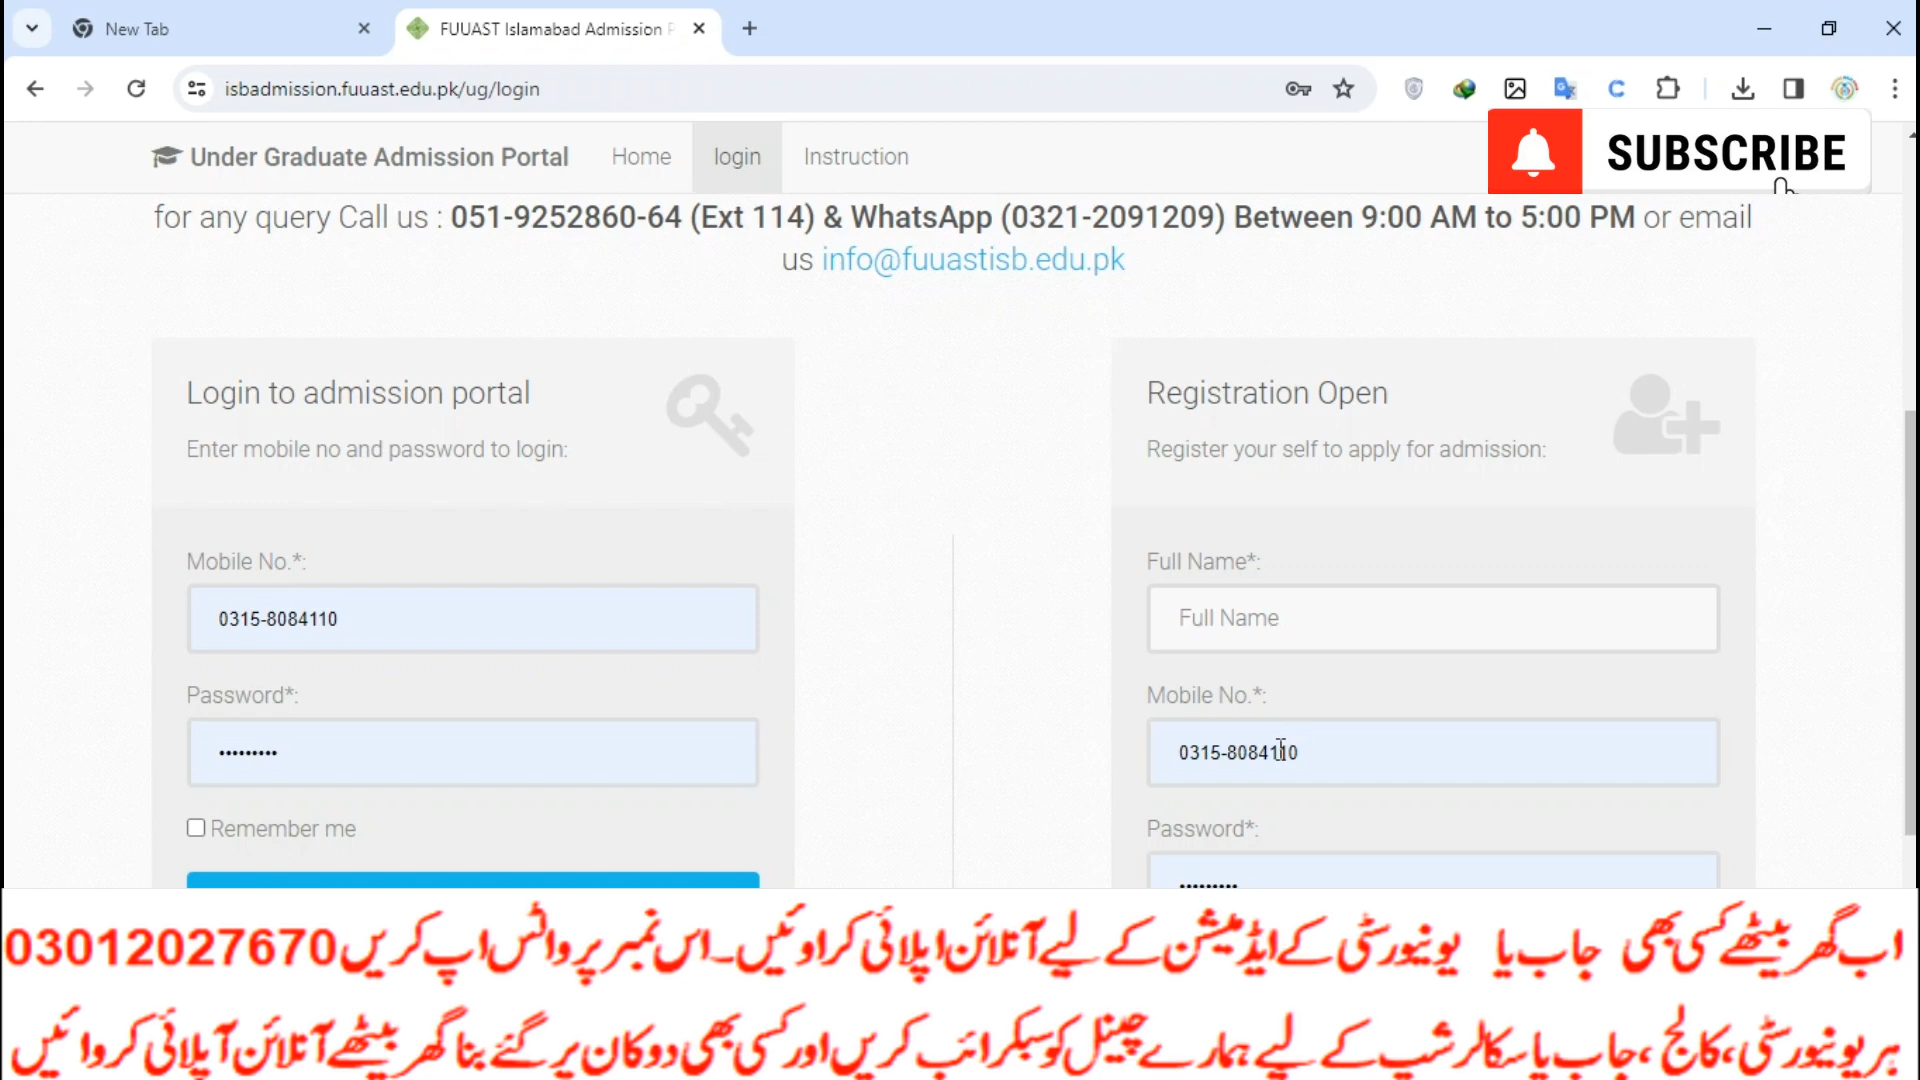 New Tab
FUUAST Islamabad Admission P
isbadmission.fuuast.edu.pk/ug/login
Under Graduate Admission Portal Home login Instruction
SUBSCRIBE
for any query Call us : 051-9252860-64 (Ext 114) & WhatsApp (0321-2091209) Between 9:00 AM to 5:00 PM or email
us info@fuuastisb.edu.pk
Login to admission portal
Enter mobile no and password to login:
Mobile No.*:
0315-8084110
Password*:
•••••••••
Remember me
Registration Open
Register your self to apply for admission:
Full Name*:
Full Name
Mobile No.*:
0315-8084110
Password*:
•••••••••
اب گھر بیٹھے کسی بھی جاب یا یونیورسٹی کے ایڈمیشن کے لیے آنلائن اپلائی کراوئیں۔ اس نمبر پر واٹس اپ کریں 03012027670
ہر یونیورسٹی، کالج ،جاب یا سکالرشپ کے لیے ہمارے چینل کو سبکرائب کریں اور کسی بھی دوکان پر گئے بنا گھر بیٹھے آنلائن آپلائی کروائیں